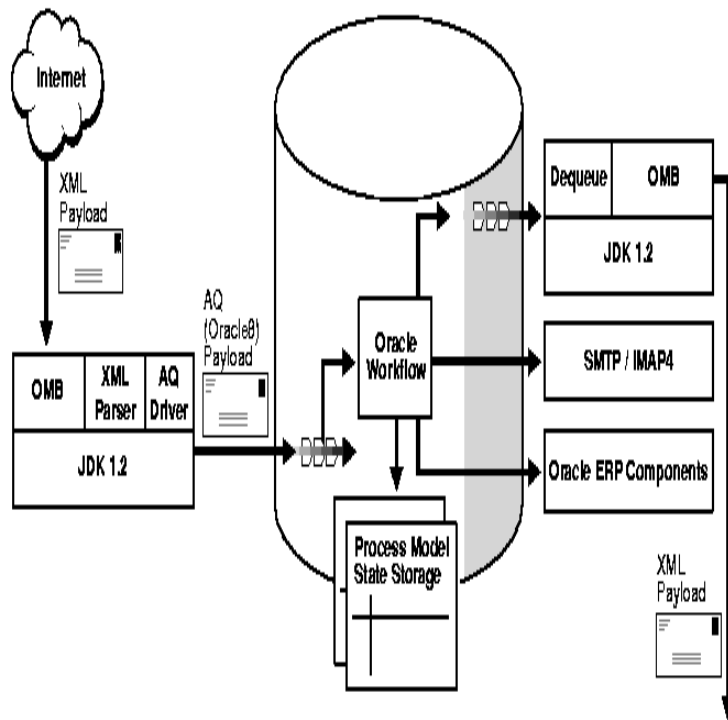 Internet
XML
Payload
OMB
XML
Parser
AQ
Driver
JDK 1.2
AQ
(Oracle8)
Payload
Oracle
Workflow
Process Model
State Storage
Dequeue
OMB
JDK 1.2
SMTP / IMAP4
Oracle ERP Components
XML
Payload